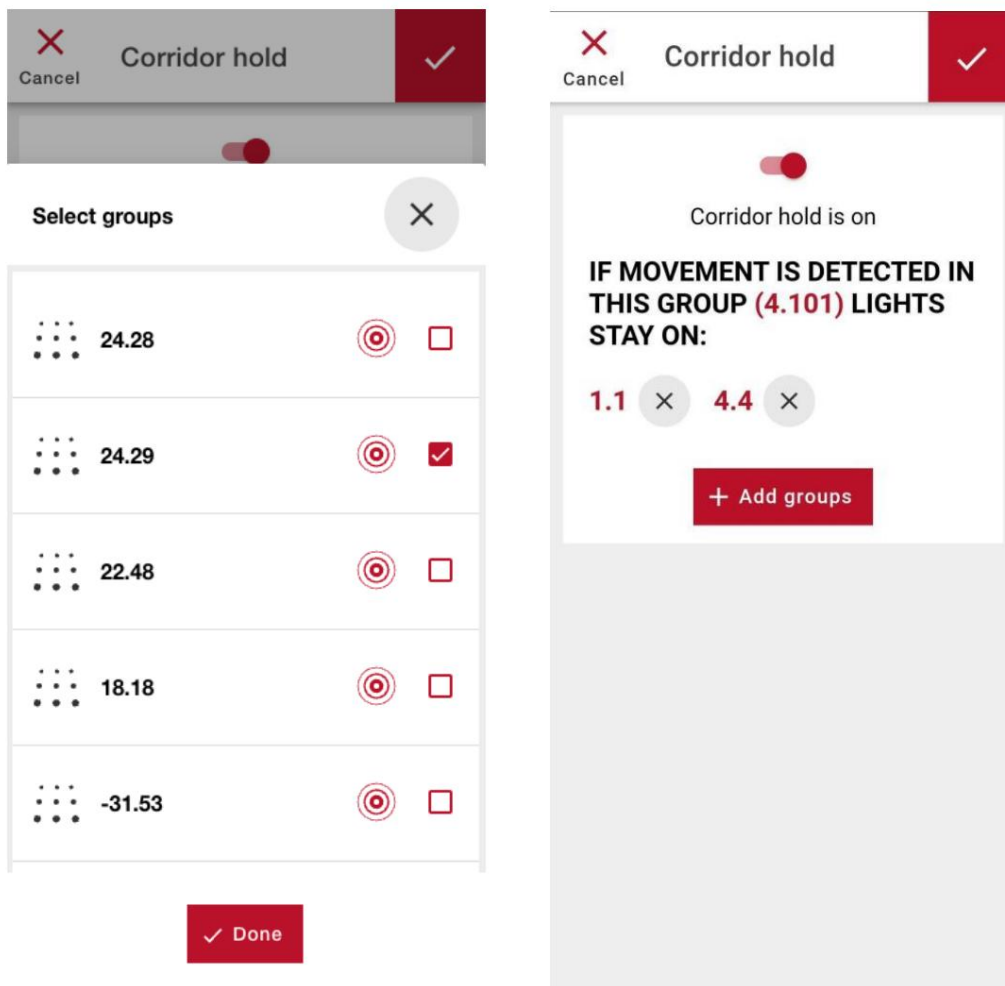 Cancel
Corridor hold
Select groups
24.28
24.29
22.48
18.18
-31.53
Done
Cancel
Corridor hold
Corridor hold is on
IF MOVEMENT IS DETECTED IN
THIS GROUP (4.101) LIGHTS
STAY ON:
1.1 4.4
+ Add groups